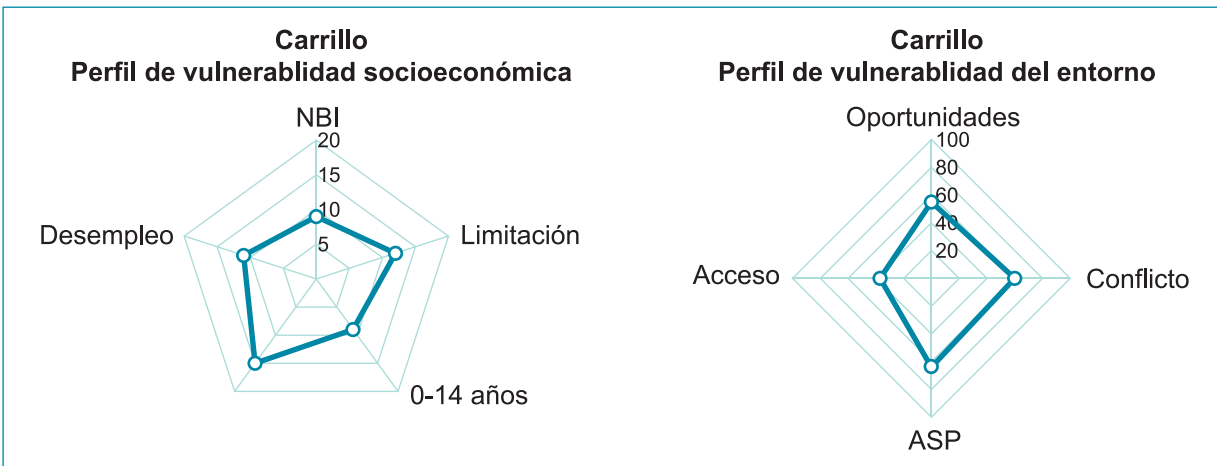 Carrillo
Perfil de vulnerablidad socioeconómica
NBI
20
15
10
5
Desempleo
Limitación
0-14 años
Carrillo
Perfil de vulnerablidad del entorno
Oportunidades
100
80
60
40
20
Acceso
Conflicto
ASP